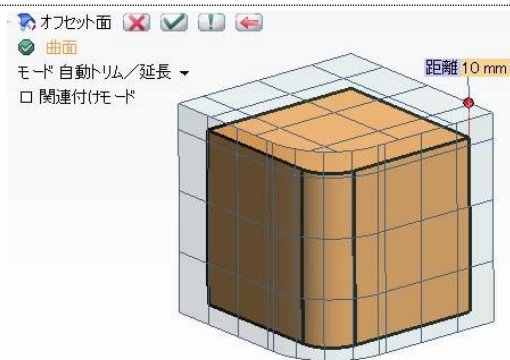 オフセット面
曲面
モード 自動トリム/延長
関連付けモード
距離 10 mm